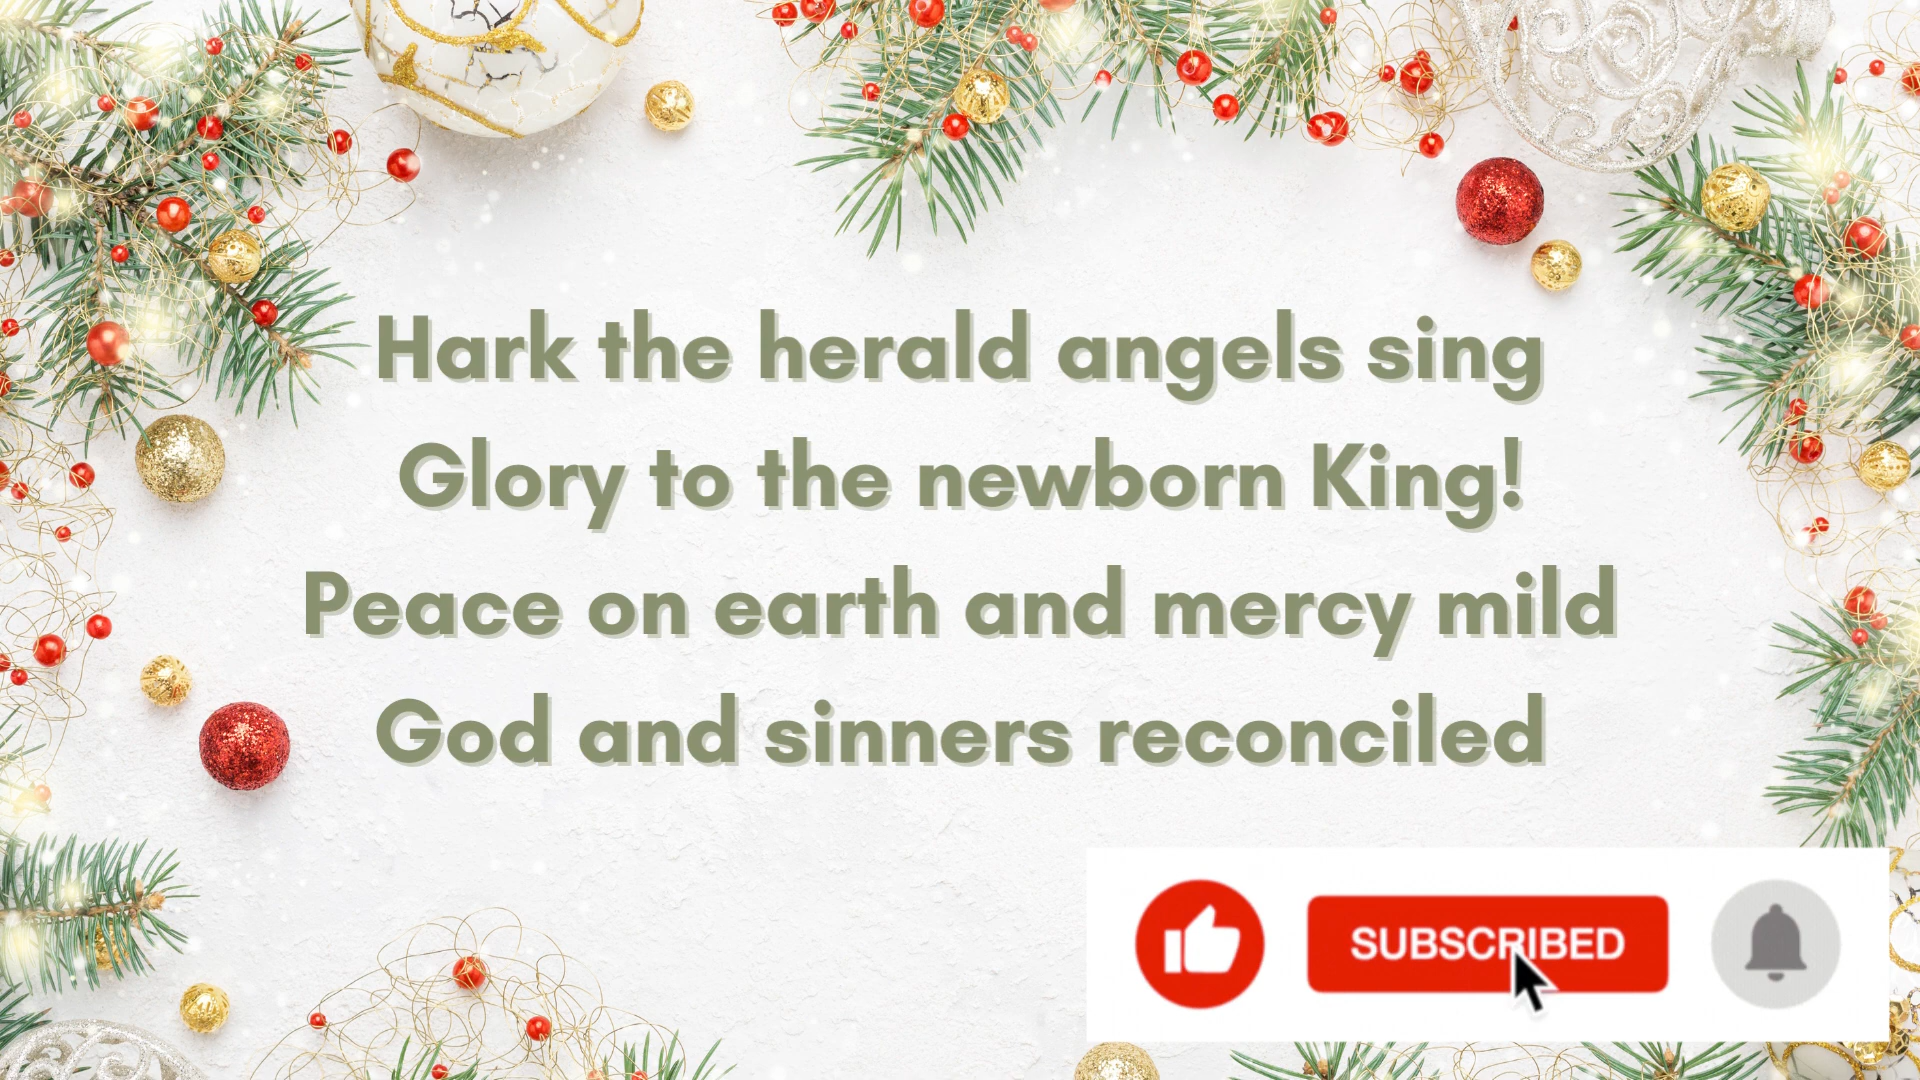 Hark the herald angels sing
Glory to the newborn King!
Peace on earth and mercy mild
God and sinners reconciled
SUBSCRIBED